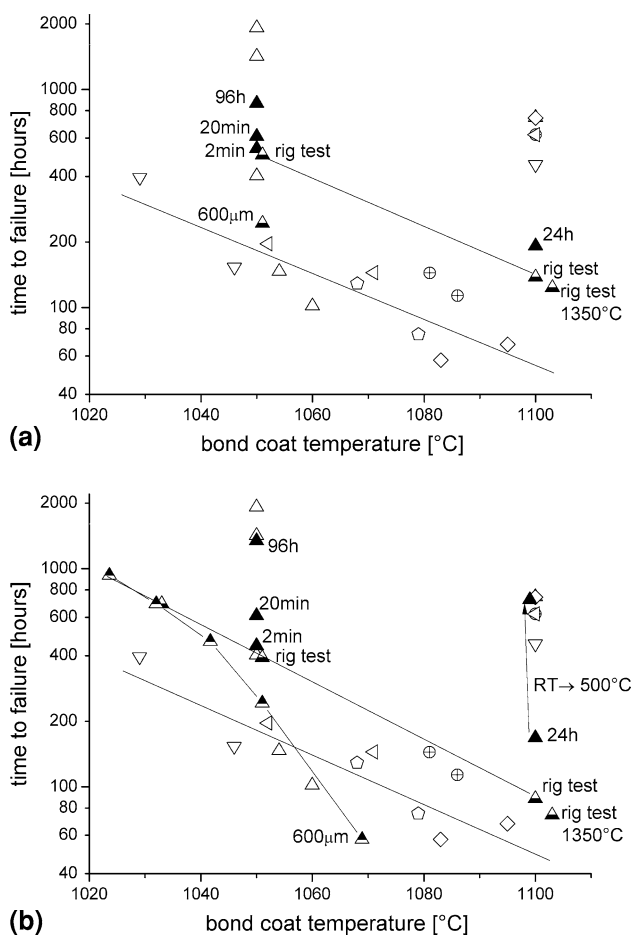 2000
1000
800
600
400
200
100
80
60
40
time to failure [hours]
96h
20min
2min
rig test
600μm
24h
rig test
rig test
1350°C
1020
1040
1060
1080
1100
(a)
bond coat temperature [°C]
2000
1000
800
600
400
200
100
80
60
40
time to failure [hours]
96h
20min
2min
rig test
RT→ 500°C
24h
rig test
600μm
rig test
1350°C
1020
1040
1060
1080
1100
(b)
bond coat temperature [°C]